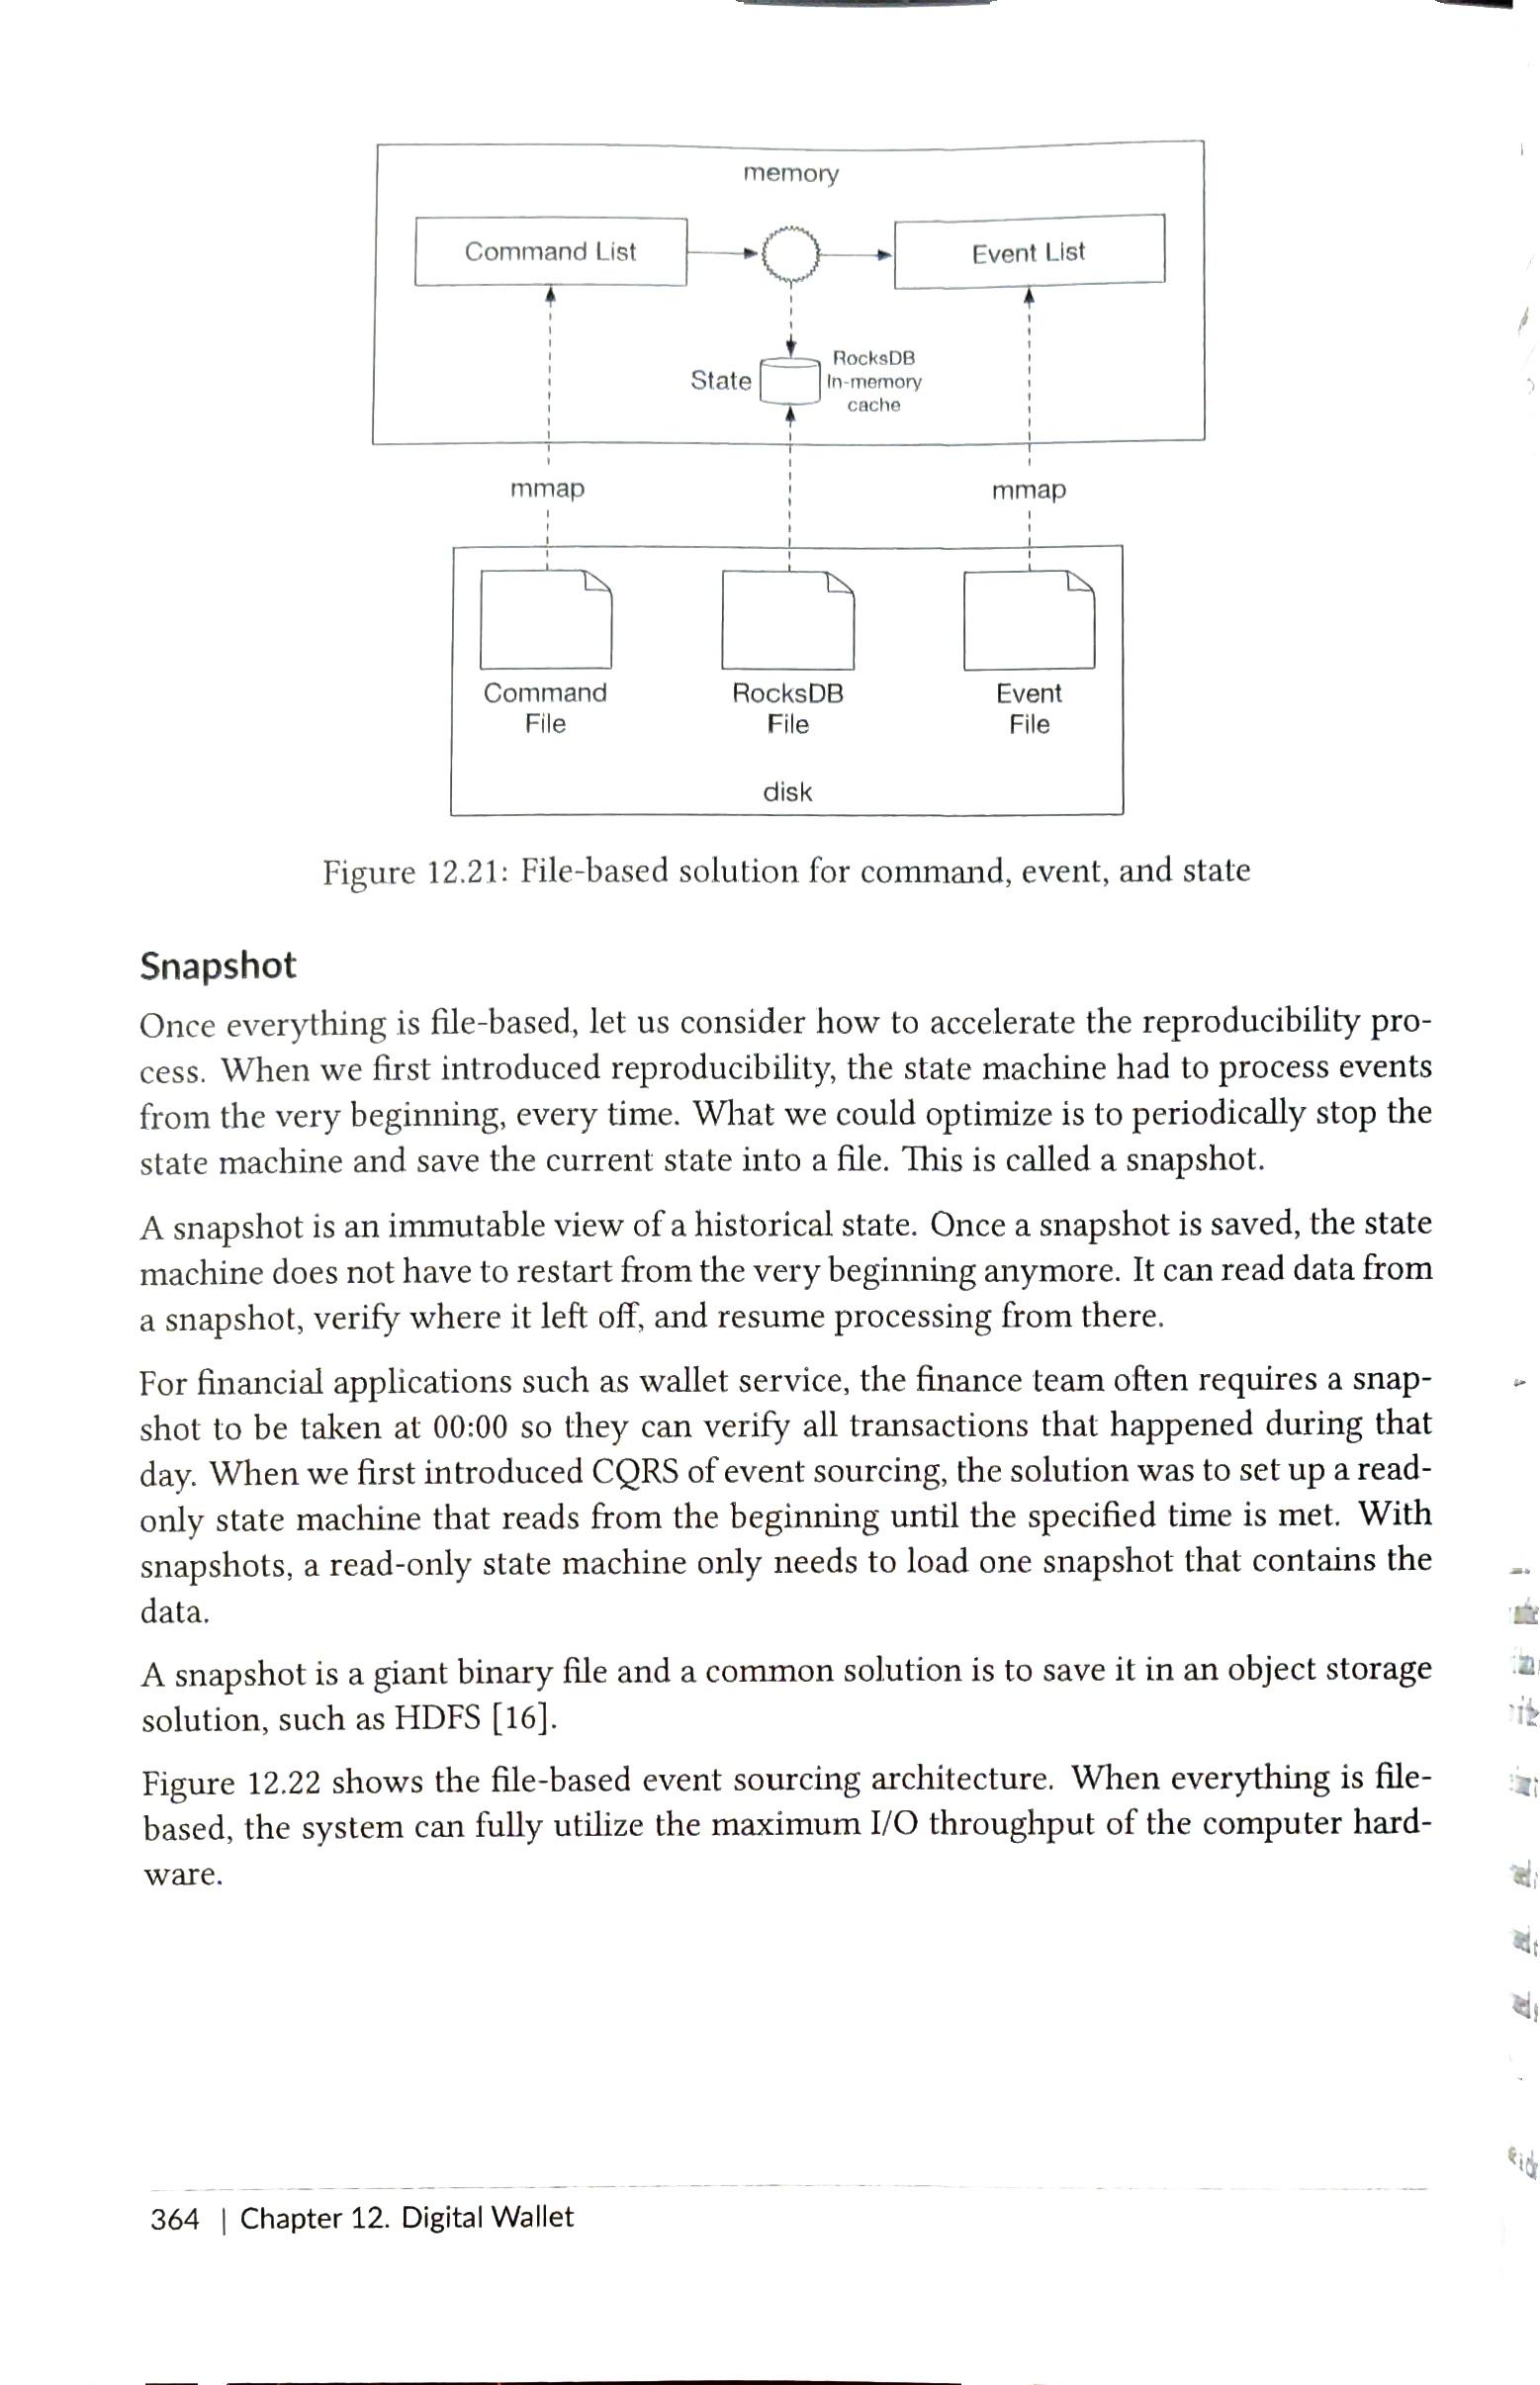 memory
Command List
Event List
State
RocksDB
In-memory
cache
mmap
mmap
Command
File
RocksDB
File
Event
File
disk
Figure 12.21: File-based solution for command, event, and state
Snapshot
Once everything is file-based, let us consider how to accelerate the reproducibility pro-
cess. When we first introduced reproducibility, the state machine had to process events
from the very beginning, every time. What we could optimize is to periodically stop the
state machine and save the current state into a file. This is called a snapshot.
A snapshot is an immutable view of a historical state. Once a snapshot is saved, the state
machine does not have to restart from the very beginning anymore. It can read data from
a snapshot, verify where it left off, and resume processing from there.
For financial applications such as wallet service, the finance team often requires a snap-
shot to be taken at 00:00 so they can verify all transactions that happened during that
day. When we first introduced CQRS of event sourcing, the solution was to set up a read-
only state machine that reads from the beginning until the specified time is met. With
snapshots, a read-only state machine only needs to load one snapshot that contains the
data.
A snapshot is a giant binary file and a common solution is to save it in an object storage
solution, such as HDFS [16].
Figure 12.22 shows the file-based event sourcing architecture. When everything is file-
based, the system can fully utilize the maximum I/O throughput of the computer hard-
ware.
364 | Chapter 12. Digital Wallet